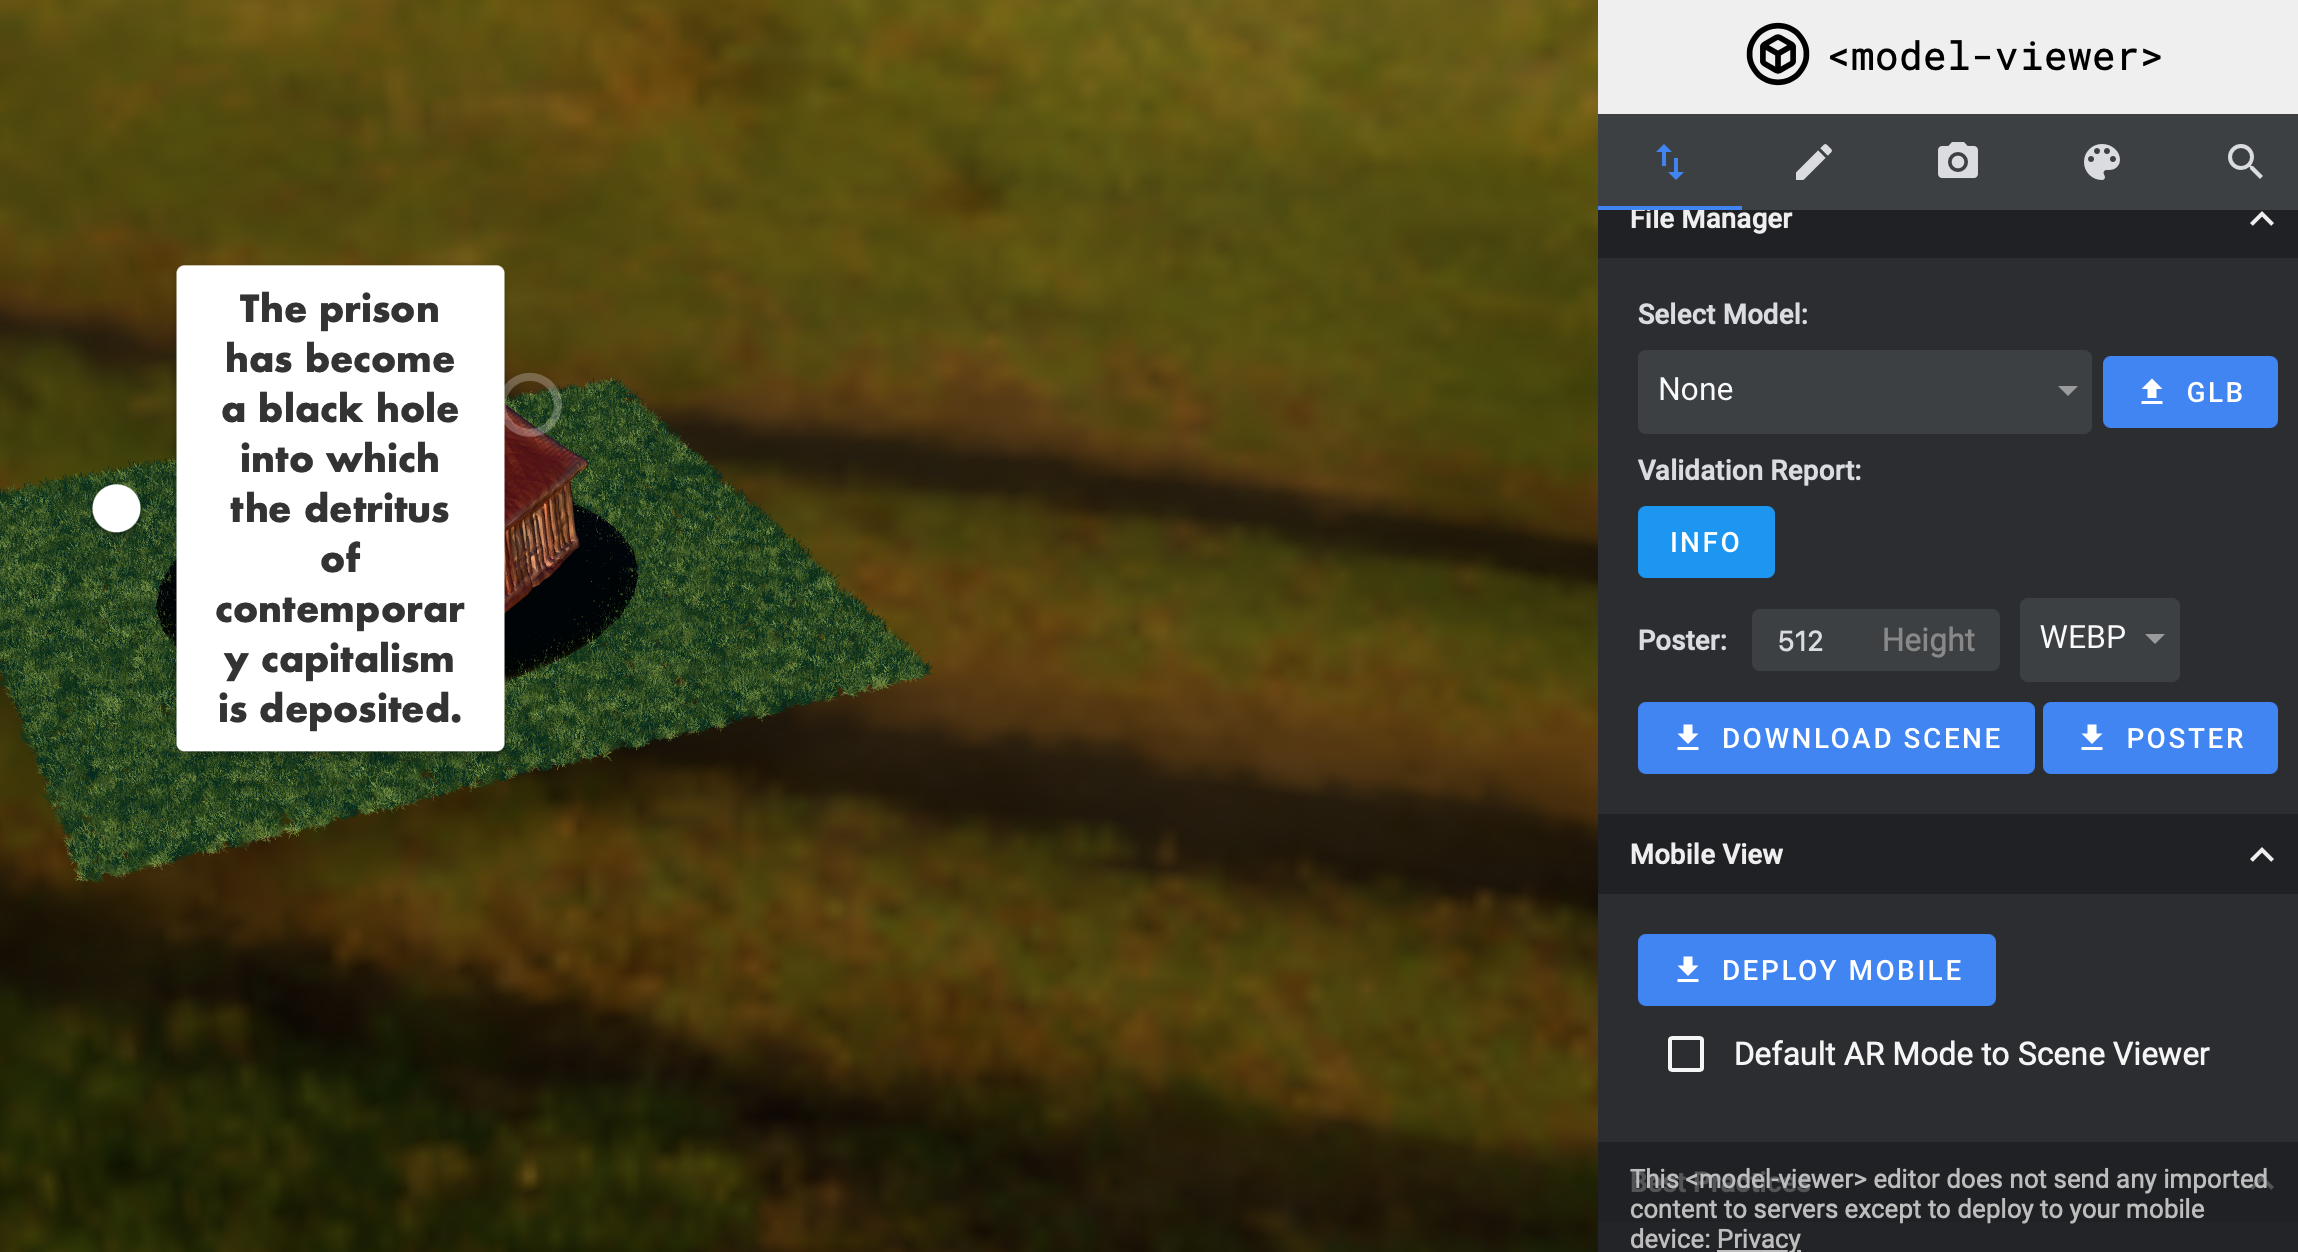 The prison
has become
a black hole
into which
the detritus
of
contemporar
y capitalism
is deposited.
<model-viewer>
File Manager
Select Model:
None
GLB
Validation Report:
INFO
Poster:
512
Height
WEBP
DOWNLOAD SCENE
POSTER
Mobile View
DEPLOY MOBILE
Default AR Mode to Scene Viewer
Best Practices
This <model-viewer> editor does not send any imported
content to servers except to deploy to your mobile
device: Privacy